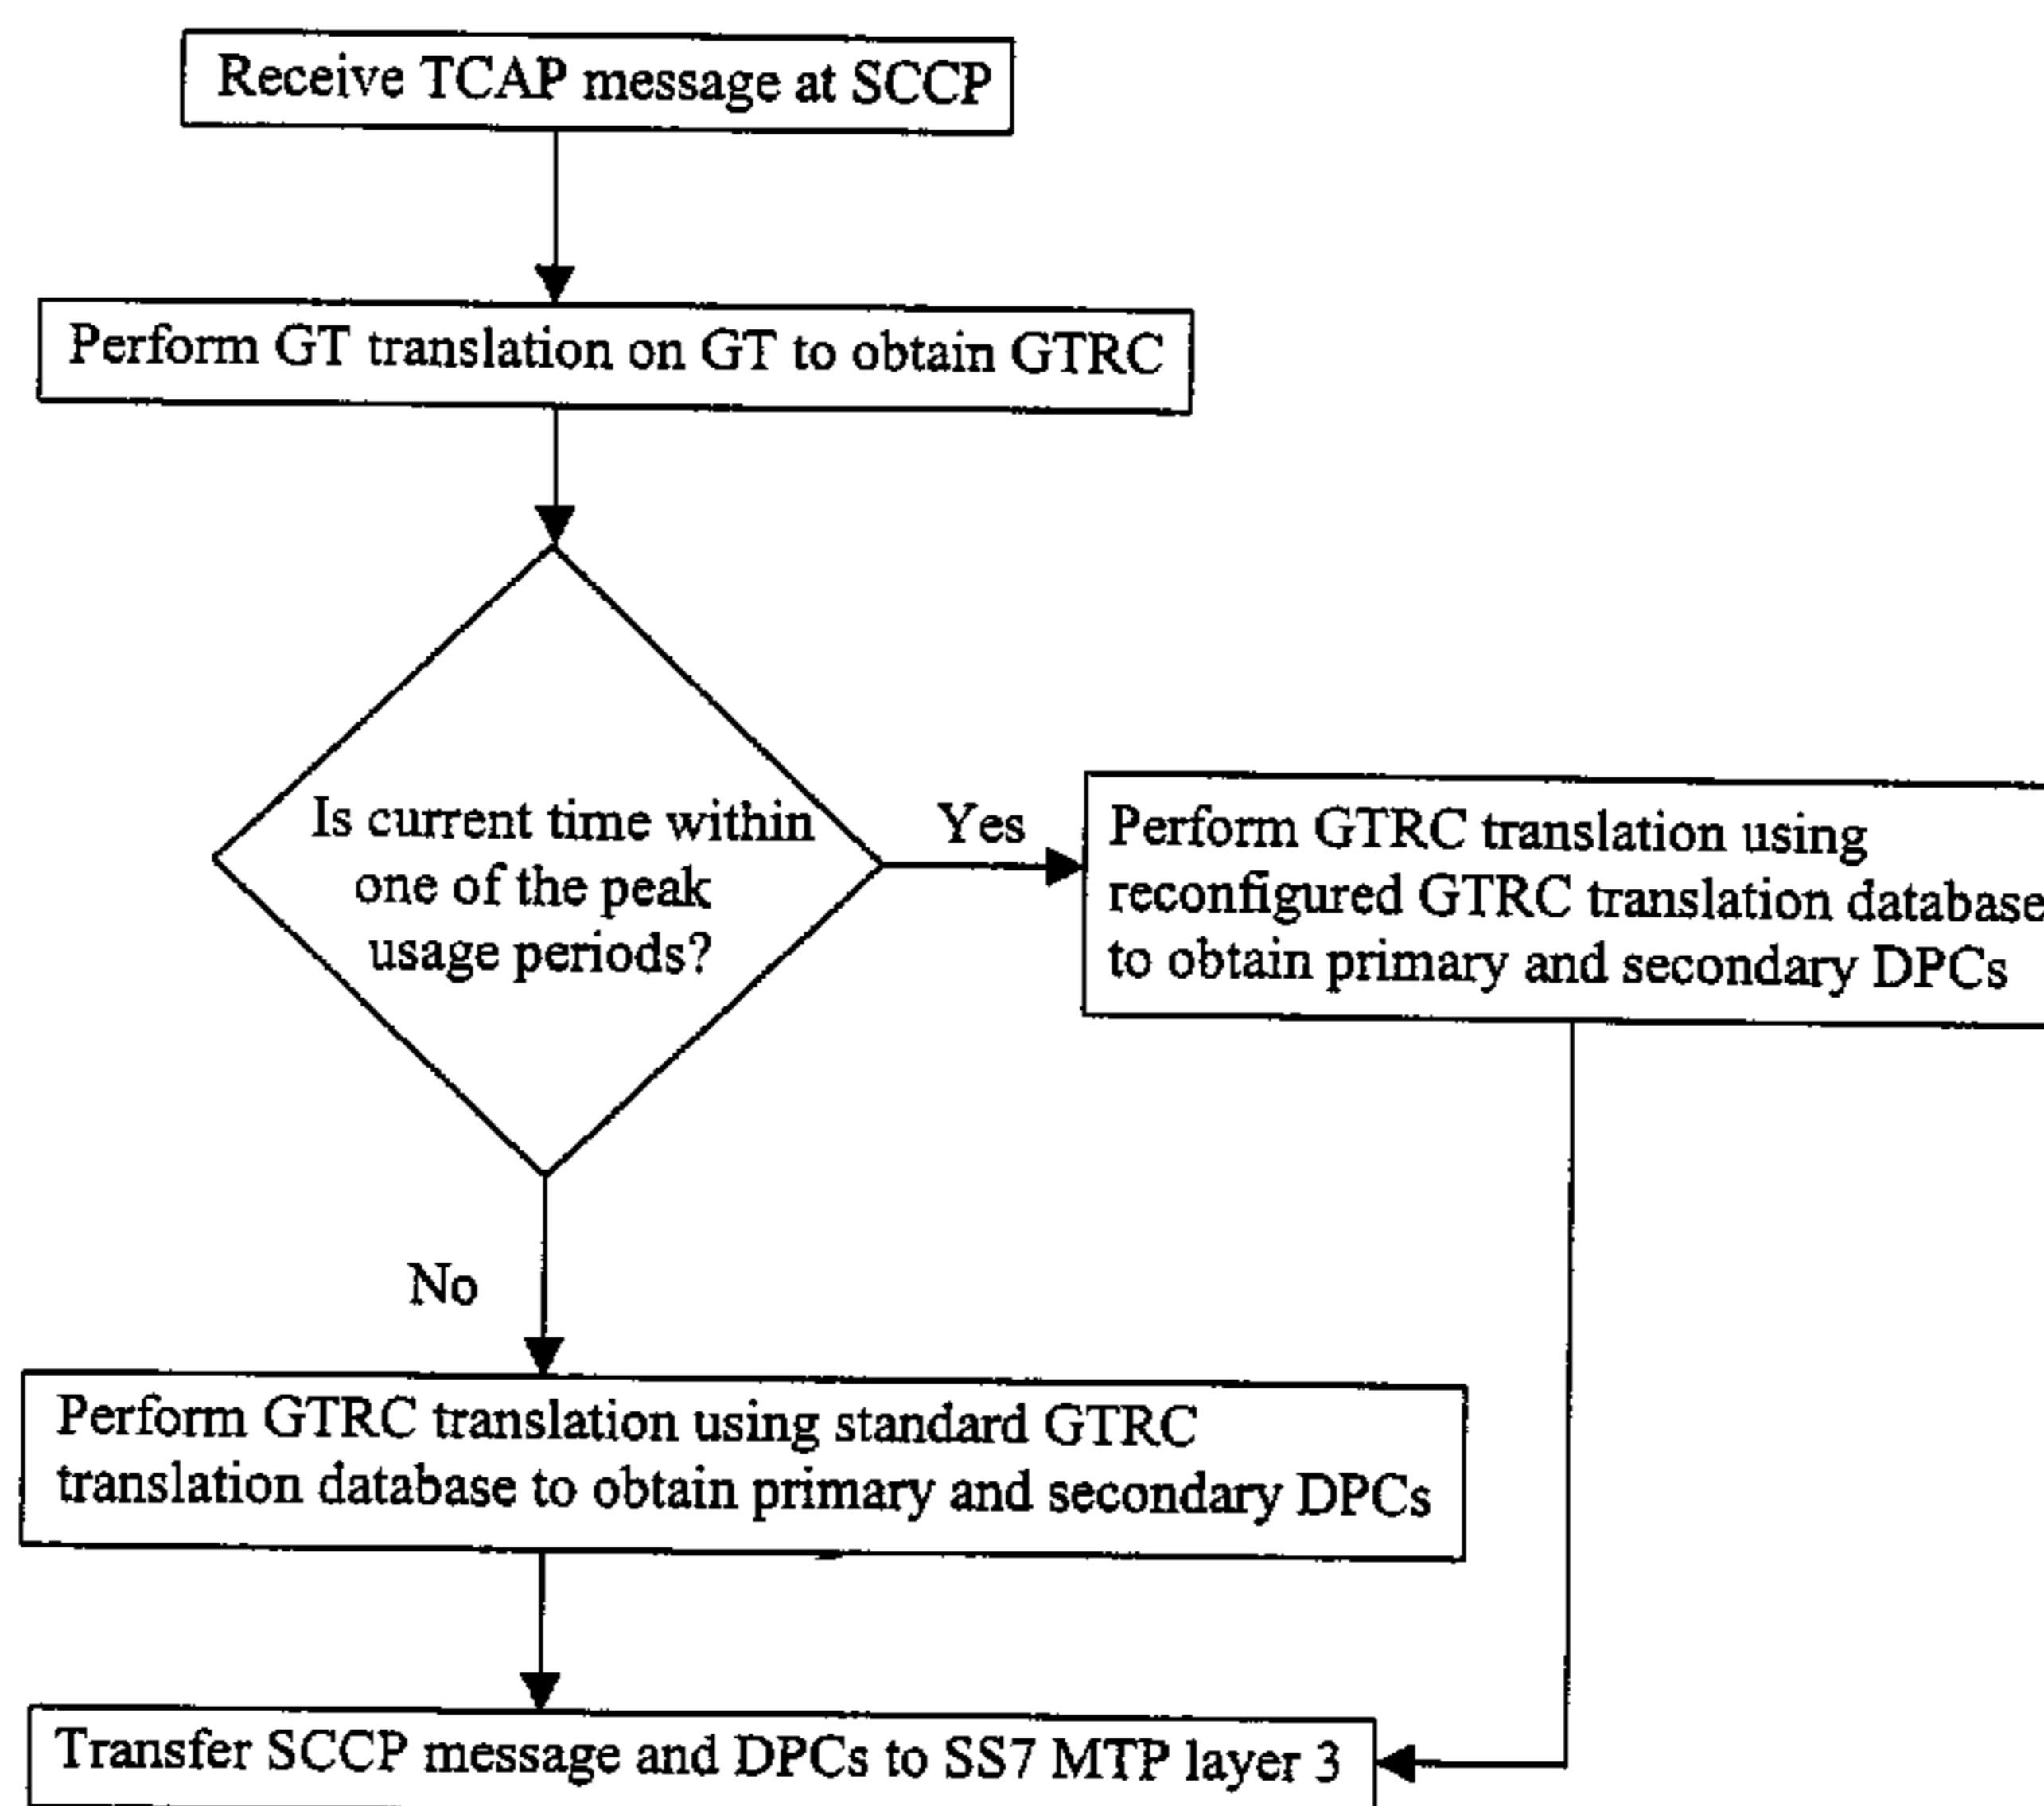 Receive TCAP message at SCCP
Perform GT translation on GT to obtain GTRC
Is current time within
one of the peak
usage periods?
Yes
Perform GTRC translation using
reconfigured GTRC translation database
to obtain primary and secondary DPCs
No
Perform GTRC translation using standard GTRC
translation database to obtain primary and secondary DPCs
Transfer SCCP message and DPCs to SS7 MTP layer 3